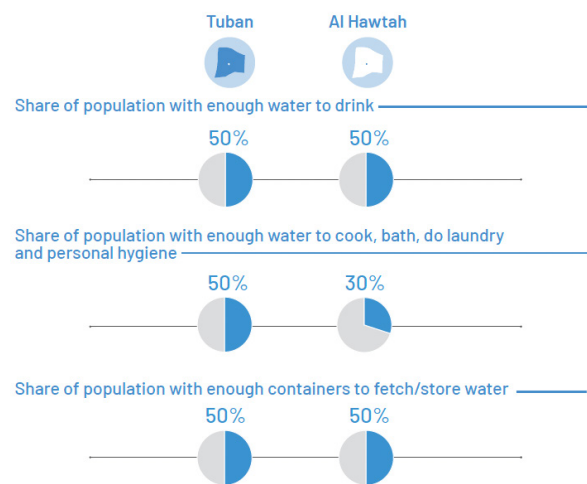 Tuban Al Hawtah
Share of population with enough water to drink
50% 50%
Share of population with enough water to cook, bath, do laundry
and personal hygiene
50% 30%
Share of population with enough containers to fetch/store water
50% 50%